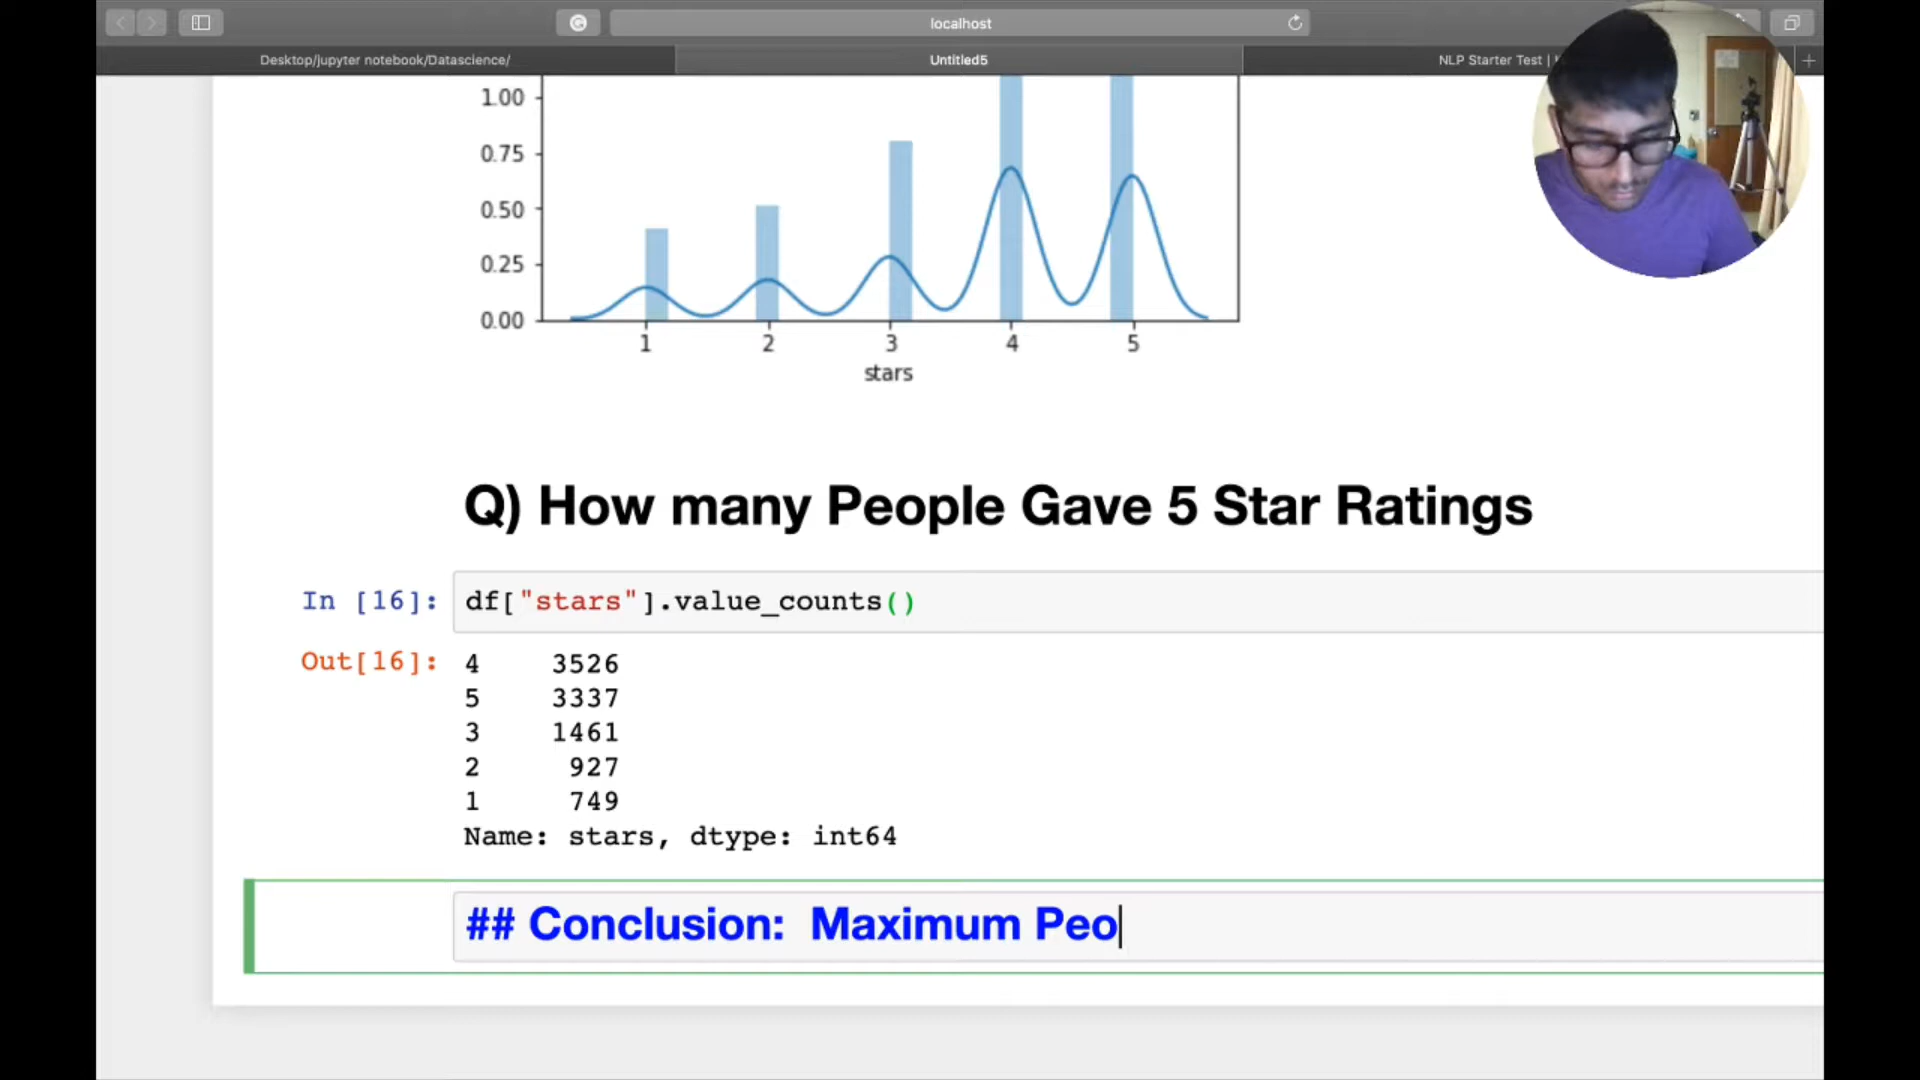 localhost
Desktop/jupyter notebook/Datascience/
Untitled5
NLP Starter Test |
1.00
0.75
0.50
0.25
0.00
1 2 3 4 5
stars
Q) How many People Gave 5 Star Ratings
In [16]: df["stars"].value_counts()
Out[16]: 4 3526
5 3337
3 1461
2 927
1 749
Name: stars, dtype: int64
## Conclusion:  Maximum Peo